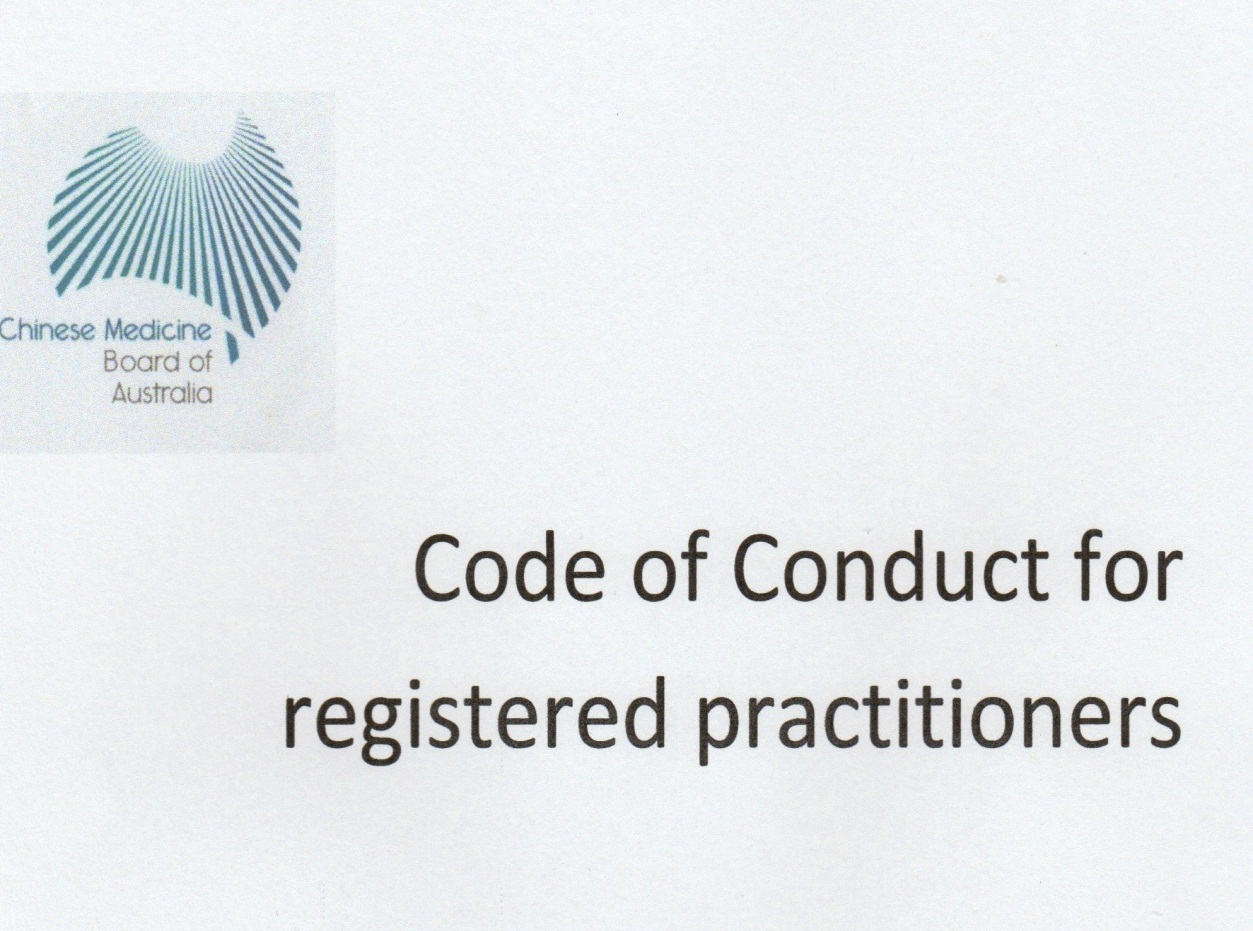 Chinese Medicine
Board of
Australia
Code of Conduct for
registered practitioners